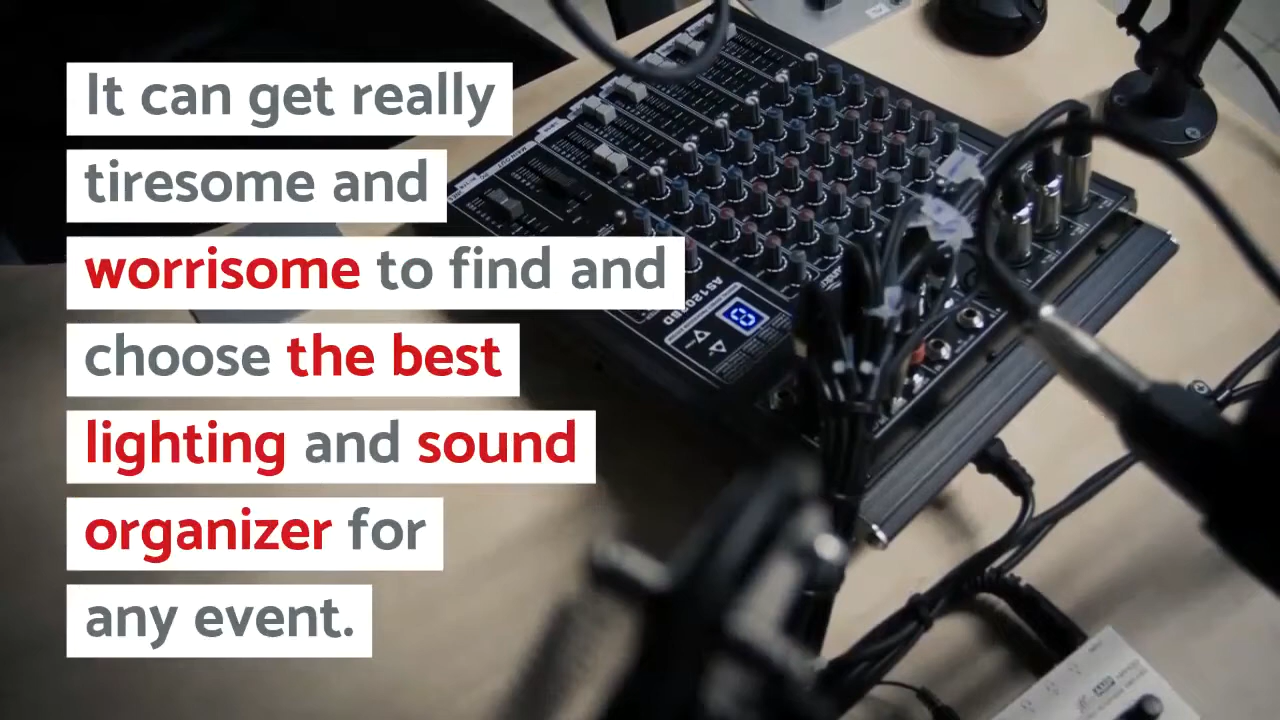 It can get really
tiresome and
worrisome to find and
choose the best
lighting and sound
organizer for
any event.